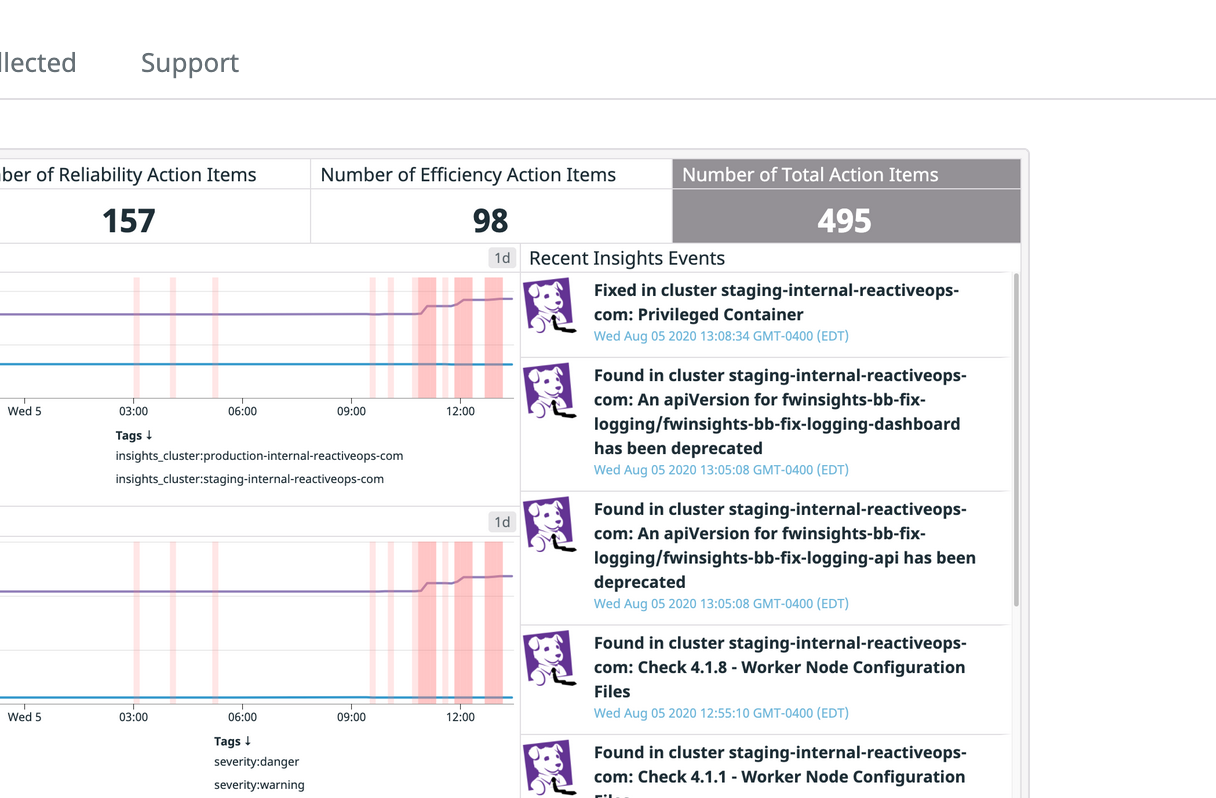 llected
Support
ber of Reliability Action Items
Number of Efficiency Action Items
Number of Total Action Items
157
98
495
1d
Recent Insights Events
Fixed in cluster staging-internal-reactiveops-
com: Privileged Container
Wed Aug 05 2020 13:08:34 GMT-0400 (EDT)
Found in cluster staging-internal-reactiveops-
com: An apiVersion for fwinsights-bb-fix-
logging/fwinsights-bb-fix-logging-dashboard
has been deprecated
Wed Aug 05 2020 13:05:08 GMT-0400 (EDT)
Found in cluster staging-internal-reactiveops-
com: An apiVersion for fwinsights-bb-fix-
logging/fwinsights-bb-fix-logging-api has been
deprecated
Wed Aug 05 2020 13:05:08 GMT-0400 (EDT)
Found in cluster staging-internal-reactiveops-
com: Check 4.1.8 - Worker Node Configuration
Files
Wed Aug 05 2020 12:55:10 GMT-0400 (EDT)
Found in cluster staging-internal-reactiveops-
com: Check 4.1.1 - Worker Node Configuration
Files
Wed 5 03:00 06:00 09:00 12:00
Tags ↓
insights_cluster:production-internal-reactiveops-com
insights_cluster:staging-internal-reactiveops-com
1d
Wed 5 03:00 06:00 09:00 12:00
Tags ↓
severity:danger
severity:warning